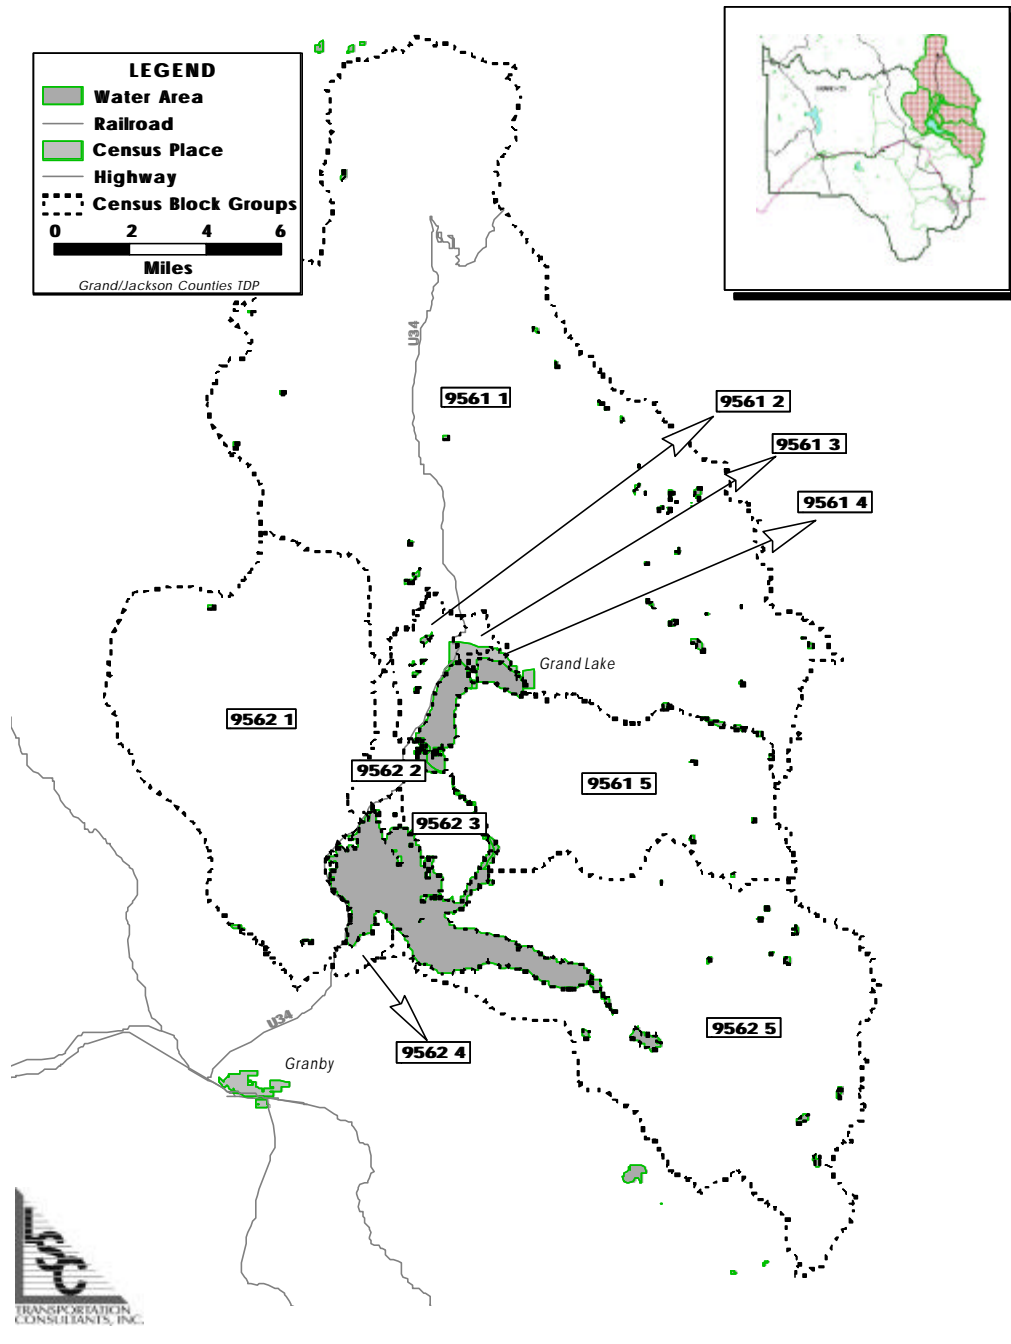 LEGEND
Water Area
Railroad
Census Place
Highway
Census Block Groups
0 2 4 6
Miles
Grand/Jackson Counties TDP
U34
9561 1
9561 2
9561 3
9561 4
Grand Lake
9562 1
9562 2
9561 5
9562 3
9562 5
U34
9562 4
Granby
LSC
TRANSPORTATION
CONSULTANTS, INC.